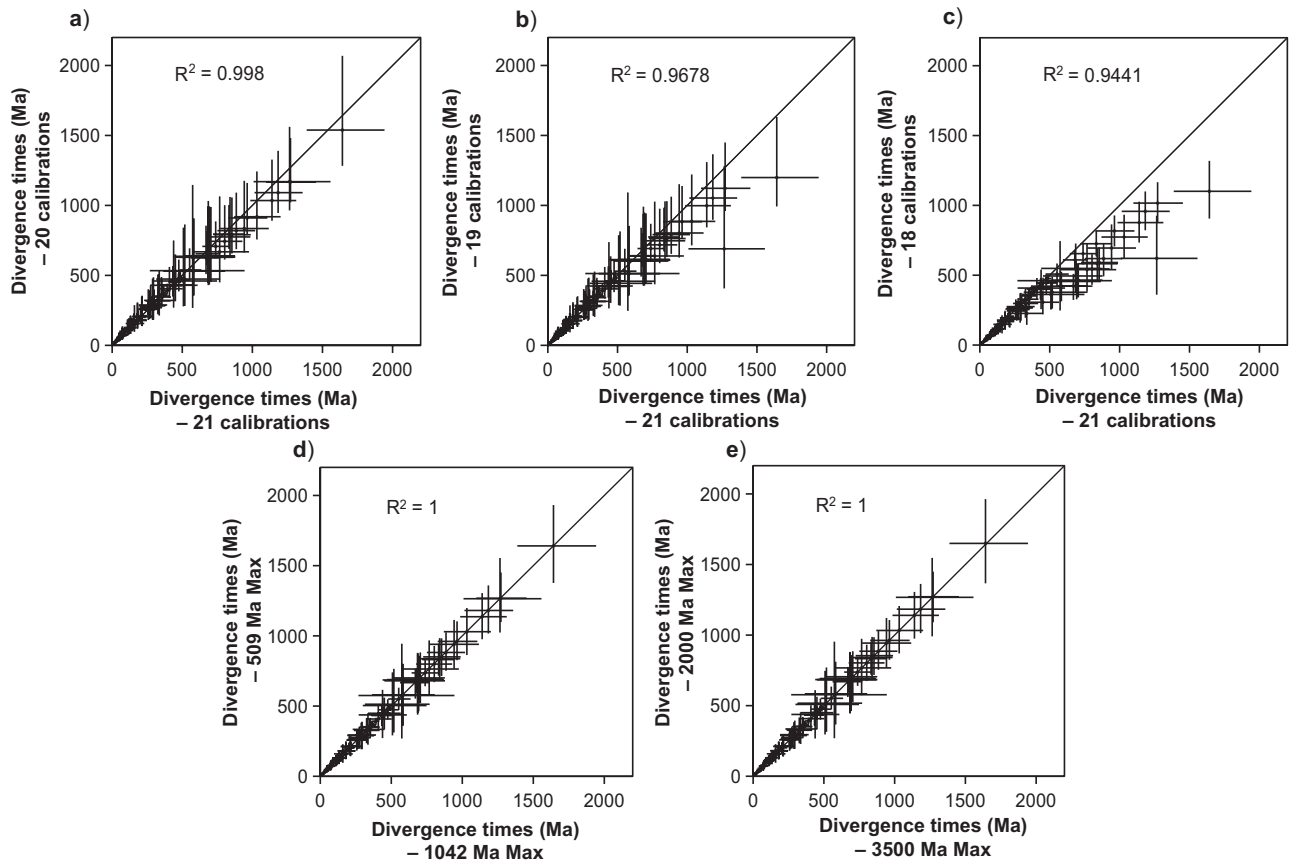 a)
R² = 0.998
Divergence times (Ma)
– 20 calibrations
2000
1500
1000
500
0
0 500 1000 1500 2000
Divergence times (Ma)
– 21 calibrations
b)
R² = 0.9678
Divergence times (Ma)
– 19 calibrations
2000
1500
1000
500
0
0 500 1000 1500 2000
Divergence times (Ma)
– 21 calibrations
c)
R² = 0.9441
Divergence times (Ma)
– 18 calibrations
2000
1500
1000
500
0
0 500 1000 1500 2000
Divergence times (Ma)
– 21 calibrations
d)
R² = 1
Divergence times (Ma)
– 509 Ma Max
2000
1500
1000
500
0
0 500 1000 1500 2000
Divergence times (Ma)
– 1042 Ma Max
e)
R² = 1
Divergence times (Ma)
– 2000 Ma Max
2000
1500
1000
500
0
0 500 1000 1500 2000
Divergence times (Ma)
– 3500 Ma Max